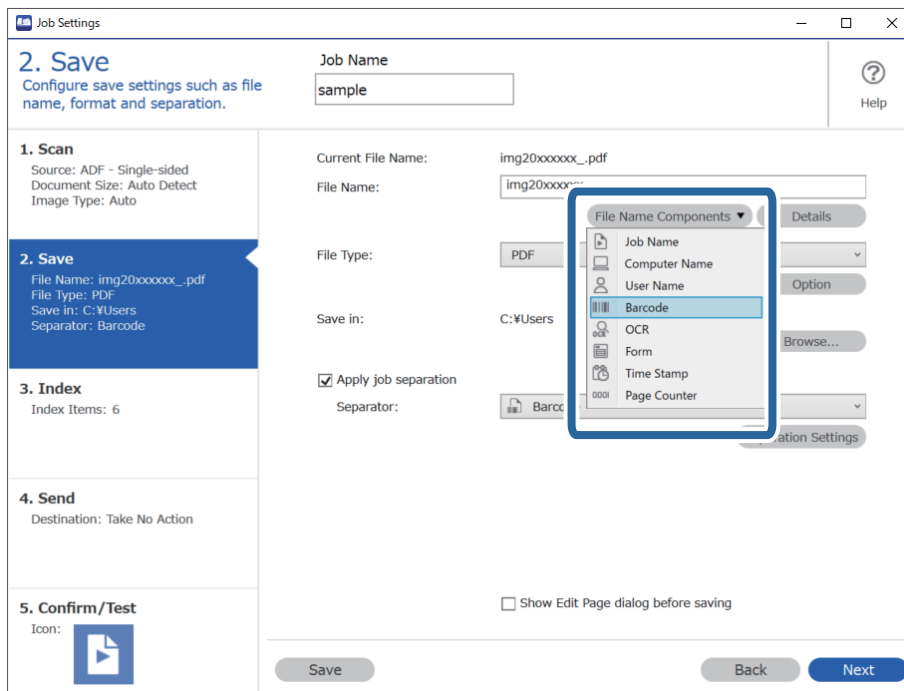 Job Settings
2. Save
Configure save settings such as file
name, format and separation.
Job Name
sample
Help
1. Scan
Source: ADF - Single-sided
Document Size: Auto Detect
Image Type: Auto
2. Save
File Name: img20xxxxxx_.pdf
File Type: PDF
Save in: C:¥Users
Separator: Barcode
3. Index
Index Items: 6
4. Send
Destination: Take No Action
5. Confirm/Test
Icon:
Current File Name: img20xxxxxx_.pdf
File Name: img20xxxxxx
File Name Components ▼ Details
Job Name
Computer Name
User Name
Barcode
OCR
OCR
Form
Time Stamp
Page Counter
File Type: PDF
Option
Save in: C:¥Users
Browse...
Apply job separation
Separator: Barco
ation Settings
Show Edit Page dialog before saving
Save Back Next